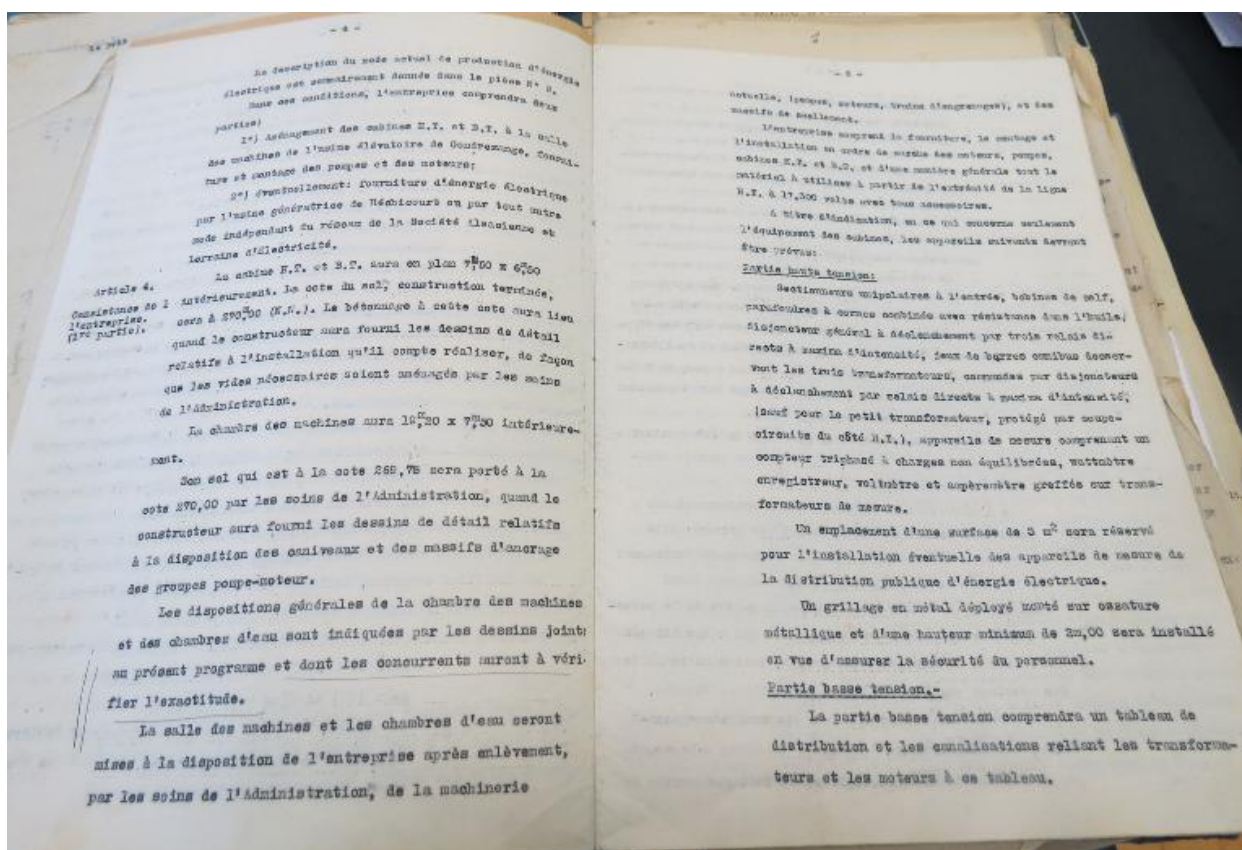 - 4 -
La description du mode actuel de production d'énergie
électrique est sommairement donnée dans la pièce N° 8.
Dans ces conditions, l'entreprise comprendra deux
parties:
1°) Aménagement des cabines H.T. et B.T. à la salle
des machines de l'usine élévatoire de Gondrexange, fourni-
ture et montage des pompes et des moteurs;
2°) éventuellement: fourniture d'énergie électrique
par l'usine génératrice de Réchicourt ou par tout autre
mode indépendant du réseau de la Société Alsacienne et
Lorraine d'Electricité.
Article 4.
Consistance de l'
l'entreprise.
(1re partie).
La cabine H.T. et B.T. aura en plan 7m,50 x 6m,50
intérieurement. La cote du sol, construction terminée,
sera à 270,00 (N.N.). Le bétonnage à cette cote aura lieu
quand le constructeur aura fourni les dessins de détail
relatifs à l'installation qu'il compte réaliser, de façon
que les vides nécessaires soient aménagés par les soins
de l'Administration.
La chambre des machines aura 12m,20 x 7m,50 intérieure-
ment.
Son sol qui est à la cote 268,75 sera porté à la
cote 270,00 par les soins de l'Administration, quand le
constructeur aura fourni les dessins de détail relatifs
à la disposition des caniveaux et des massifs d'ancrage
des groupes pompe-moteur.
Les dispositions générales de la chambre des machines
et des chambres d'eau sont indiquées par les dessins joints
au présent programme et dont les concurrents auront à véri-
fier l'exactitude.
La salle des machines et les chambres d'eau seront
mises à la disposition de l'entreprise après enlèvement,
par les soins de l'Administration, de la machinerie
- 5 -
actuelle, (pompes, moteurs, trains d'engrenages), et des
massifs de scellement.
L'entreprise comprend la fourniture, le montage et
l'installation en ordre de marche des moteurs, pompes,
cabines H.T. et B.T., et d'une manière générale tout le
matériel à utiliser à partir de l'extrémité de la ligne
H.T. à 17,500 volts avec tous accessoires.
A titre d'indication, en ce qui concerne seulement
l'équipement des cabines, les appareils suivants devront
être prévus:
Partie haute tension:
Sectionneurs unipolaires à l'entrée, bobines de self,
parafoudres à cornes combinés avec résistance dans l'huile,
disjoncteur général à déclenchement par trois relais di-
rects à maxima d'intensité, jeux de barres omnibus desser-
vant les trois transformateurs, commandés par disjoncteurs
à déclenchement par relais directs à maxima d'intensité,
(sauf pour le petit transformateur, protégé par coupe-
circuits du côté H.T.), appareils de mesure comprenant un
compteur triphasé à charges non équilibrées, wattmètre
enregistreur, voltmètre et ampèremètre greffés sur trans-
formateurs de mesure.
Un emplacement d'une surface de 3 m2 sera réservé
pour l'installation éventuelle des appareils de mesure de
la distribution publique d'énergie électrique.
Un grillage en métal déployé monté sur ossature
métallique et d'une hauteur minimum de 2m,00 sera installé
en vue d'assurer la sécurité du personnel.
Partie basse tension.-
La partie basse tension comprendra un tableau de
distribution et les canalisations reliant les transforma-
teurs et les moteurs à ce tableau.